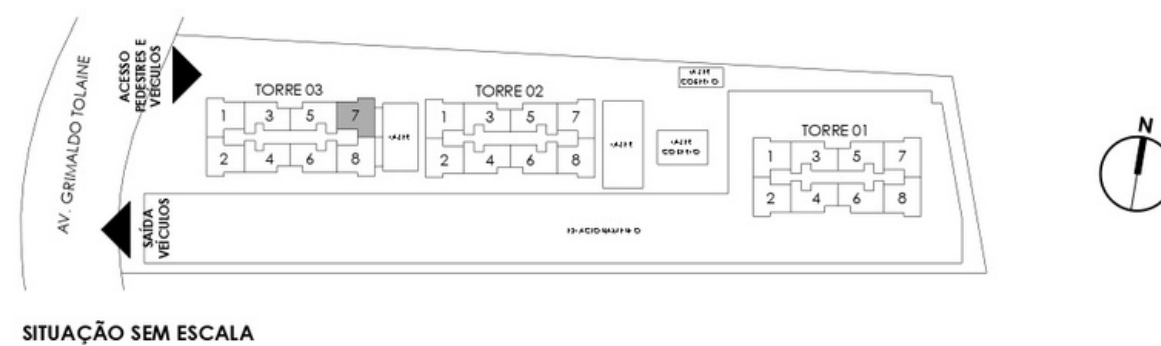 AV. GRIMALDO TOLAINE
ACESSO
PEDESTRES E
VEÍCULOS
SAÍDA
VEÍCULOS
TORRE 03
1 3 5 7
2 4 6 8
TORRE 02
1 3 5 7
2 4 6 8
TORRE 01
1 3 5 7
2 4 6 8
N
SITUAÇÃO SEM ESCALA